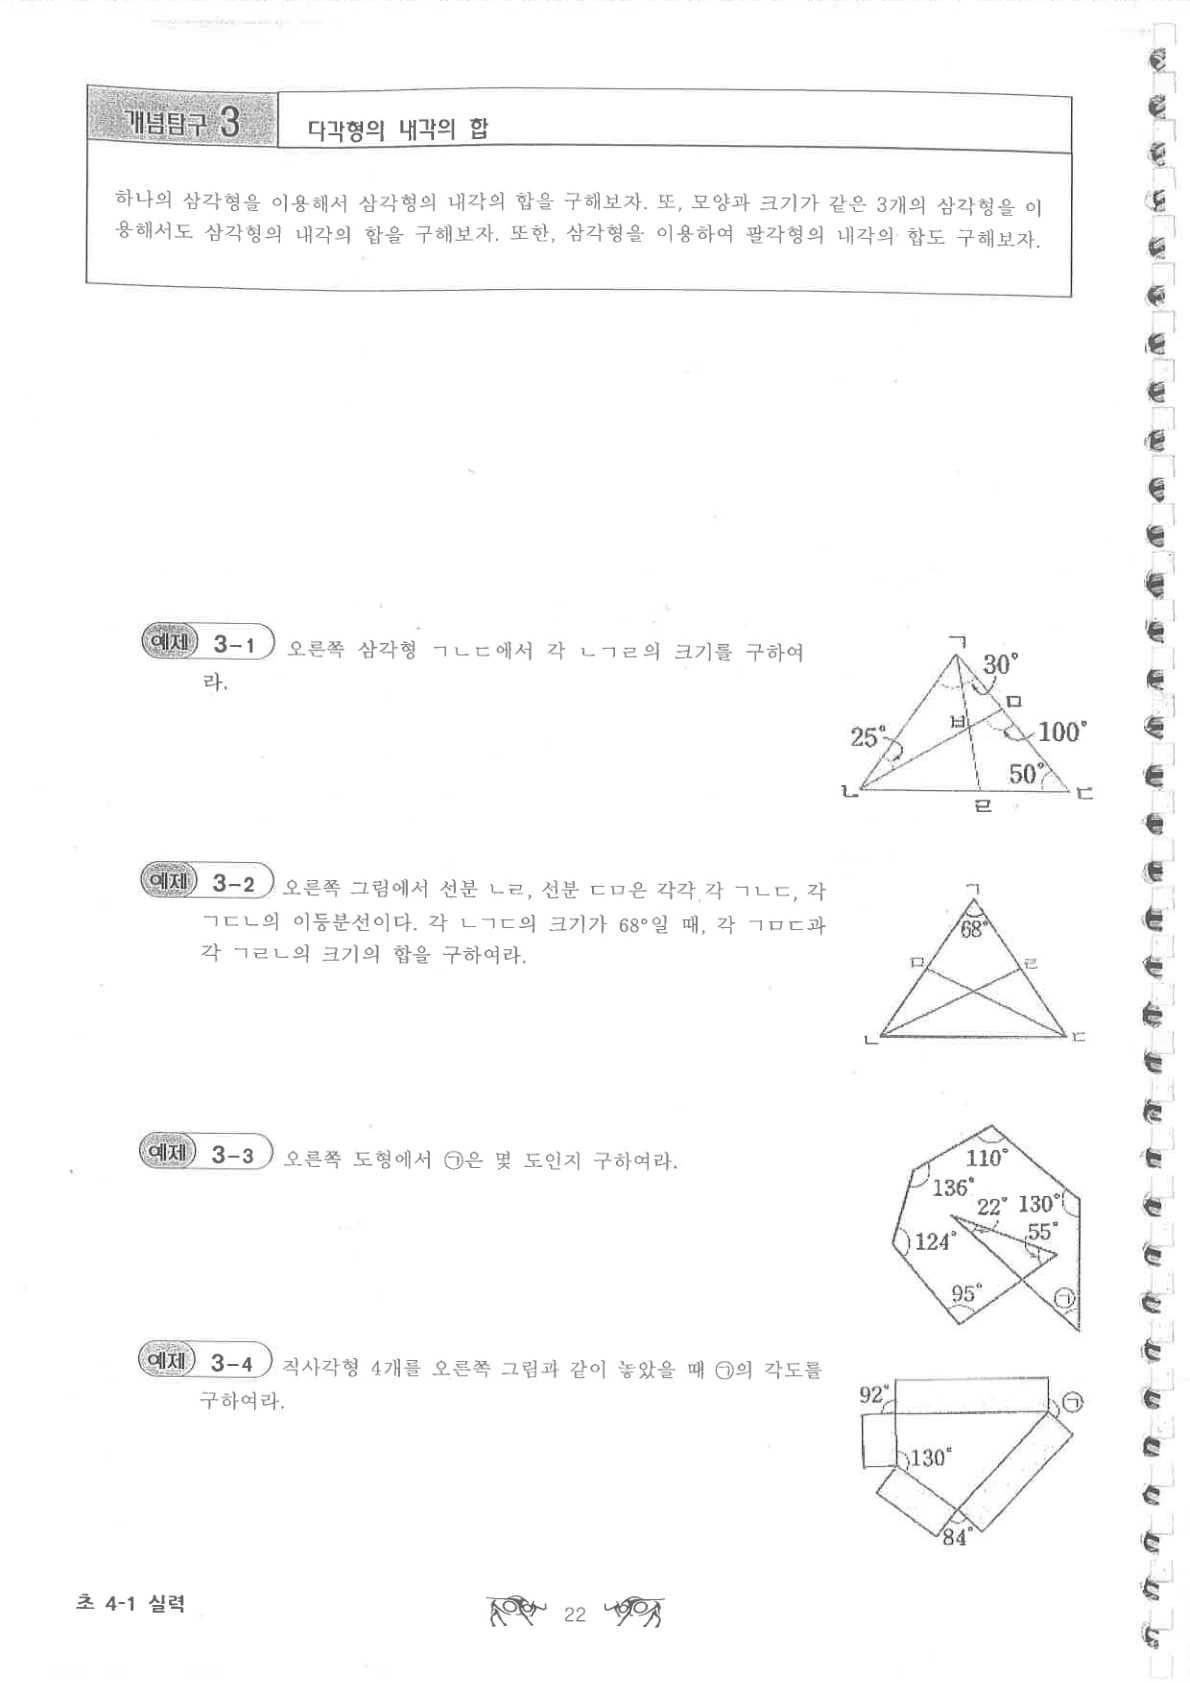 개념탐구 3
다각형의 내각의 합
하나의 삼각형을 이용해서 삼각형의 내각의 합을 구해보자. 또, 모양과 크기가 같은 3개의 삼각형을 이
용해서도 삼각형의 내각의 합을 구해보자. 또한, 삼각형을 이용하여 팔각형의 내각의 합도 구해보자.
예제 3-1 오른쪽 삼각형 ㄱㄴㄷ에서 각 ㄴㄱㄹ의 크기를 구하여
라.
ㄱ
30°
ㅁ
ㅂ
25°
100°
50°
ㄴ
ㄹ
ㄷ
예제 3-2 오른쪽 그림에서 선분 ㄴㄹ, 선분 ㄷㅁ은 각각 각 ㄱㄴㄷ, 각
ㄱㄷㄴ의 이등분선이다. 각 ㄴㄱㄷ의 크기가 68°일 때, 각 ㄱㅁㄷ과
각 ㄱㄹㄴ의 크기의 합을 구하여라.
ㄱ
68°
ㅁ
ㄹ
ㄴ
ㄷ
예제 3-3 오른쪽 도형에서 ㉠은 몇 도인지 구하여라.
110°
136°
22°
130°
55°
124°
95°
㉠
예제 3-4 직사각형 4개를 오른쪽 그림과 같이 놓았을 때 ㉠의 각도를
구하여라.
92°
㉠
130°
84°
초 4-1 실력
22